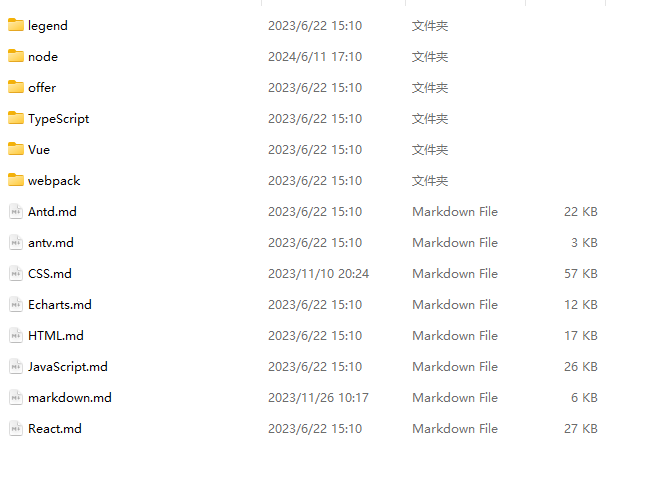 legend 2023/6/22 15:10 文件夹
node 2024/6/11 17:10 文件夹
offer 2023/6/22 15:10 文件夹
TypeScript 2023/6/22 15:10 文件夹
Vue 2023/6/22 15:10 文件夹
webpack 2023/6/22 15:10 文件夹
Antd.md 2023/6/22 15:10 Markdown File 22 KB
antv.md 2023/6/22 15:10 Markdown File 3 KB
CSS.md 2023/11/10 20:24 Markdown File 57 KB
Echarts.md 2023/6/22 15:10 Markdown File 12 KB
HTML.md 2023/6/22 15:10 Markdown File 17 KB
JavaScript.md 2023/6/22 15:10 Markdown File 26 KB
markdown.md 2023/11/26 10:17 Markdown File 6 KB
React.md 2023/6/22 15:10 Markdown File 27 KB